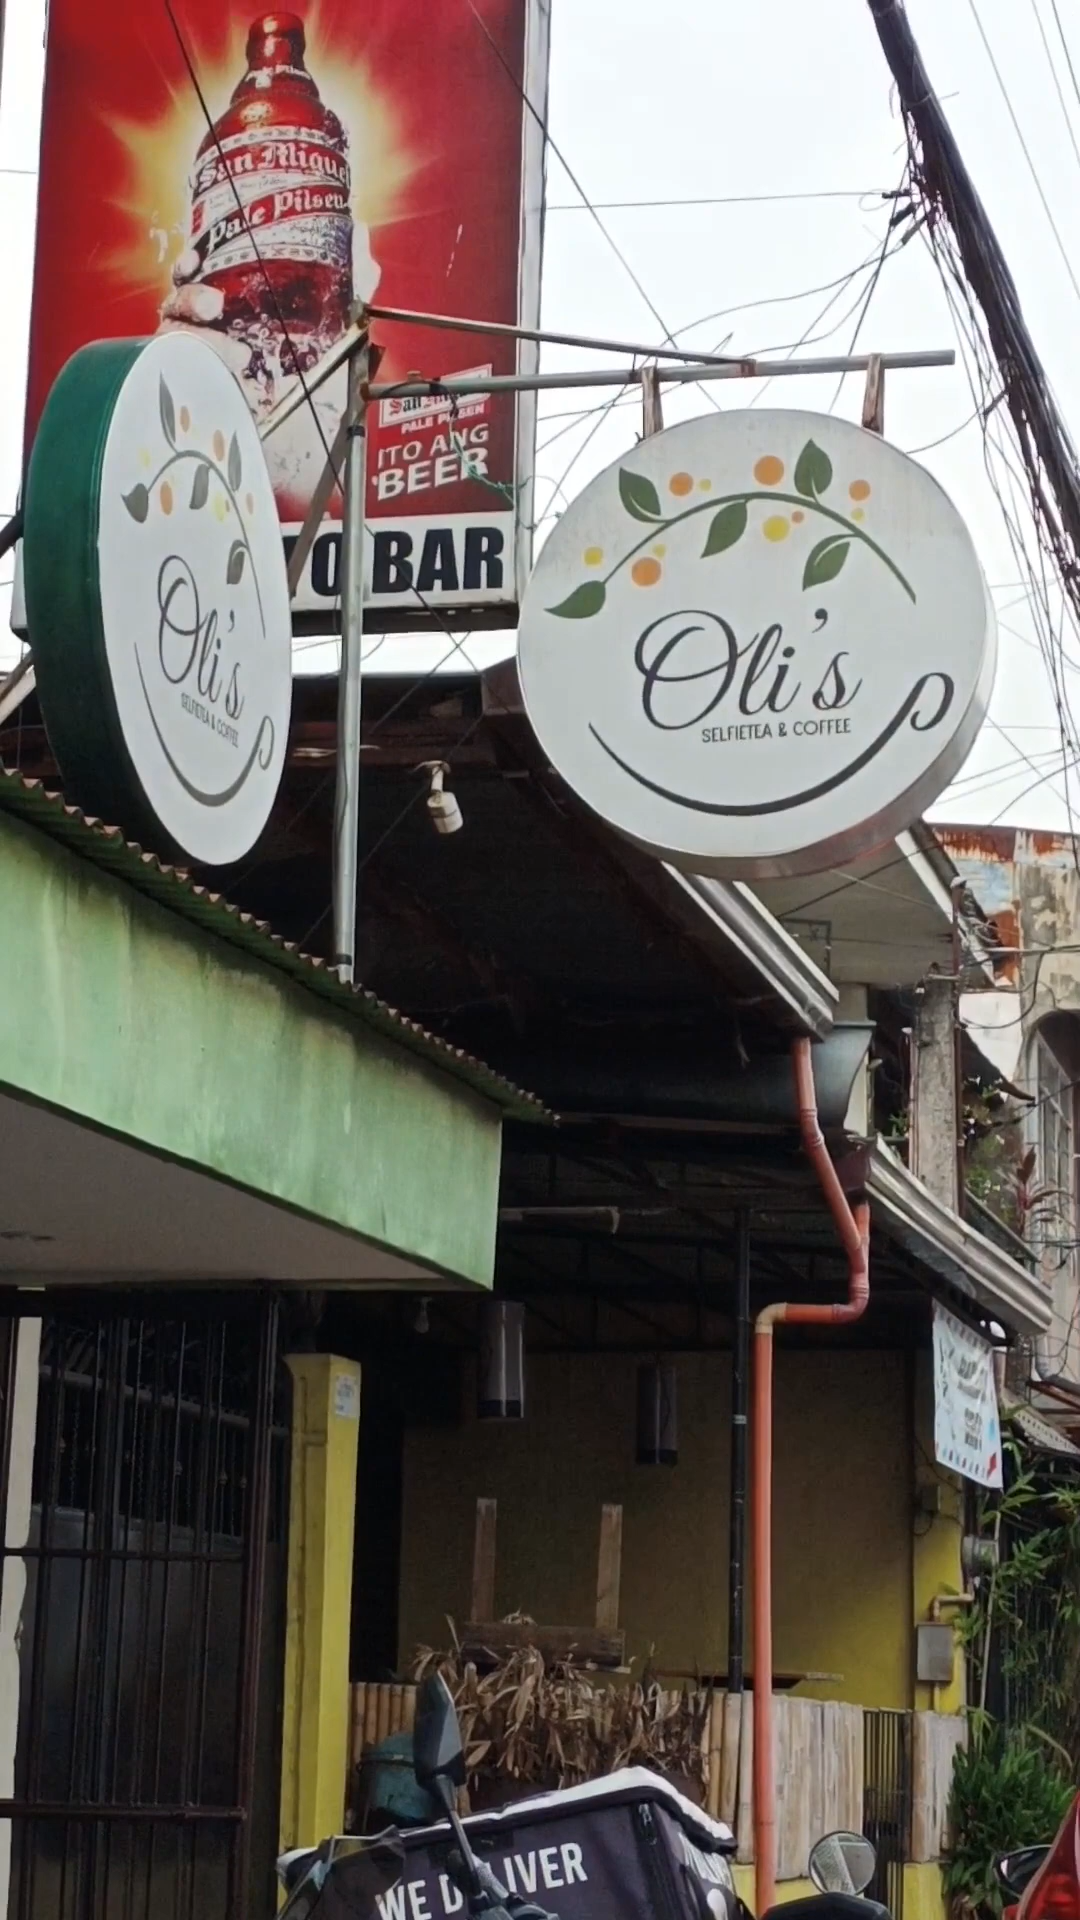 San Miguel
Pale Pilsen
San Miguel
PALE PILSEN
ITO ANG
BEER
YO BAR
Oli's
SELFIETEA & COFFEE
Oli's
SELFIETEA & COFFEE
WE DELIVER